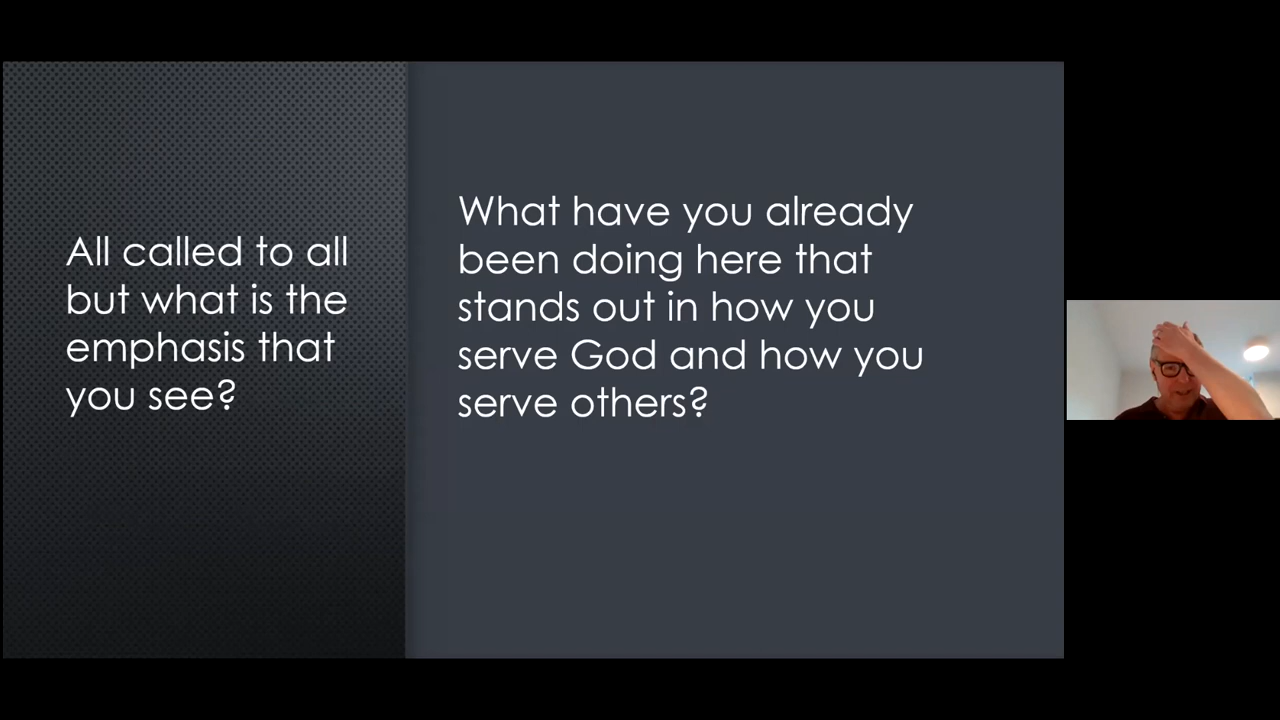 All called to all
but what is the
emphasis that
you see?
What have you already
been doing here that
stands out in how you
serve God and how you
serve others?